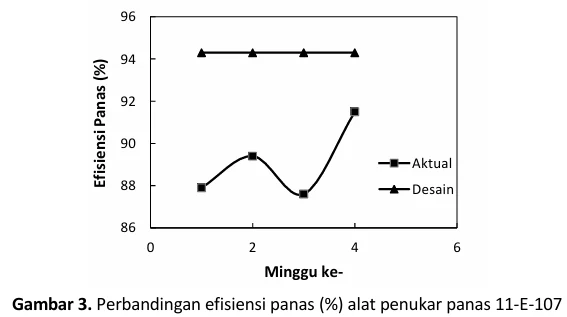 96
94
92
90
88
86
Efisiensi Panas (%)
Aktual
Desain
0 2 4 6
Minggu ke-
Gambar 3. Perbandingan efisiensi panas (%) alat penukar panas 11-E-107